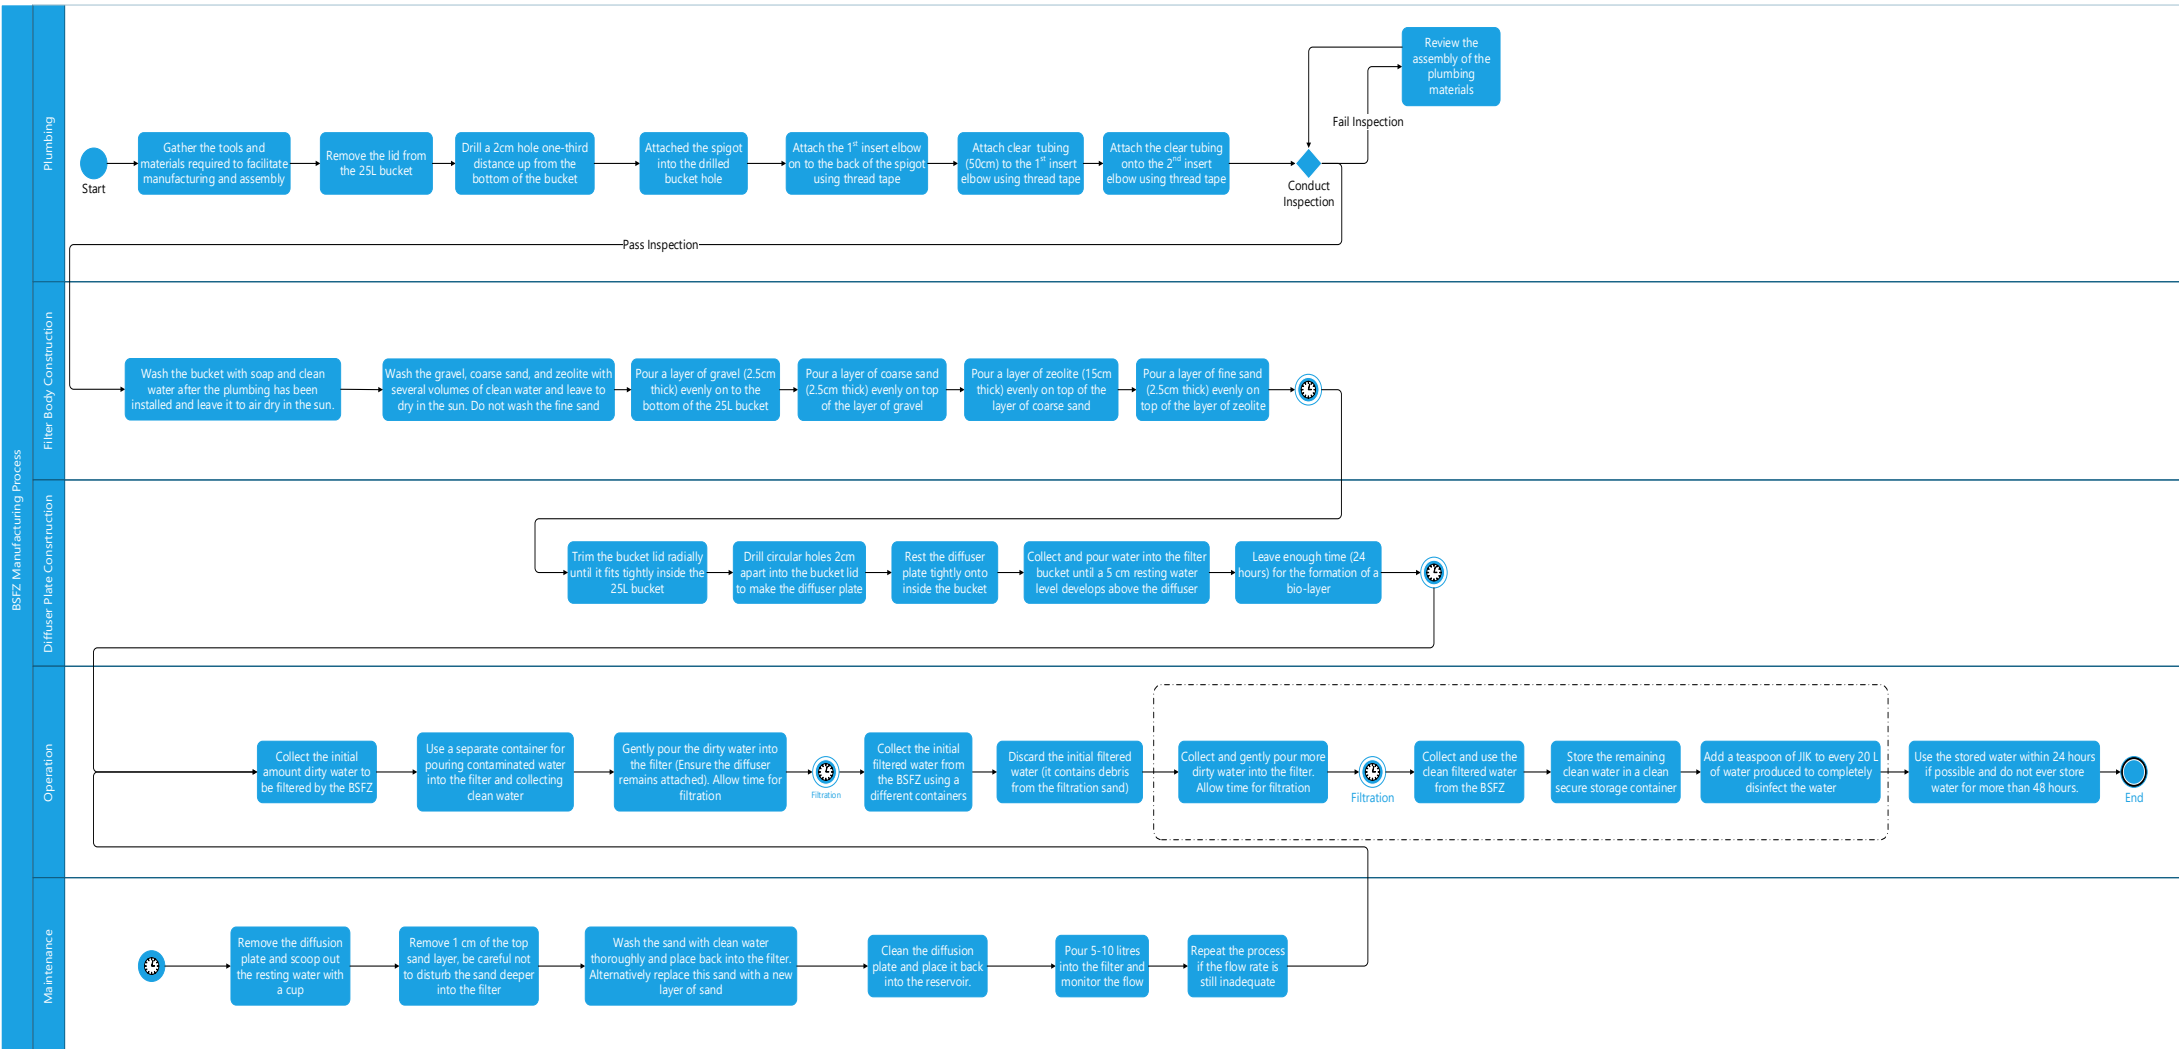 BSFZ Manufacturing Process
Plumbing
Start
Gather the tools and
materials required to facilitate
manufacturing and assembly
Remove the lid from
the 25L bucket
Drill a 2cm hole one-third
distance up from the
bottom of the bucket
Attached the spigot
into the drilled
bucket hole
Attach the 1st insert elbow
on to the back of the spigot
using thread tape
Attach clear tubing
(50cm) to the 1st insert
elbow using thread tape
Attach the clear tubing
onto the 2nd insert
elbow using thread tape
Conduct
Inspection
Fail Inspection
Review the
assembly of the
plumbing
materials
Pass Inspection
Filter Body Construction
Wash the bucket with soap and clean
water after the plumbing has been
installed and leave it to air dry in the sun.
Wash the gravel, coarse sand, and zeolite with
several volumes of clean water and leave to
dry in the sun. Do not wash the fine sand
Pour a layer of gravel (2.5cm
thick) evenly on to the
bottom of the 25L bucket
Pour a layer of coarse sand
(2.5cm thick) evenly on top
of the layer of gravel
Pour a layer of zeolite (15cm
thick) evenly on top of the
layer of coarse sand
Pour a layer of fine sand
(2.5cm thick) evenly on
top of the layer of zeolite
Diffuser Plate Consrtruction
Trim the bucket lid radially
until it fits tightly inside the
25L bucket
Drill circular holes 2cm
apart into the bucket lid
to make the diffuser plate
Rest the diffuser
plate tightly onto
inside the bucket
Collect and pour water into the filter
bucket until a 5 cm resting water
level develops above the diffuser
Leave enough time (24
hours) for the formation of a
bio-layer
Operation
Collect the initial
amount dirty water to
be filtered by the BSFZ
Use a separate container for
pouring contaminated water
into the filter and collecting
clean water
Gently pour the dirty water into
the filter (Ensure the diffuser
remains attached). Allow time for
filtration
Filtration
Collect the initial
filtered water from
the BSFZ using a
different containers
Discard the initial filtered
water (it contains debris
from the filtration sand)
Collect and gently pour more
dirty water into the filter.
Allow time for filtration
Filtration
Collect and use the
clean filtered water
from the BSFZ
Store the remaining
clean water in a clean
secure storage container
Add a teaspoon of JIK to every 20 L
of water produced to completely
disinfect the water
Use the stored water within 24 hours
if possible and do not ever store
water for more than 48 hours.
End
Maintenance
Remove the diffusion
plate and scoop out
the resting water with
a cup
Remove 1 cm of the top
sand layer, be careful not
to disturb the sand deeper
into the filter
Wash the sand with clean water
thoroughly and place back into the filter.
Alternatively replace this sand with a new
layer of sand
Clean the diffusion
plate and place it back
into the reservoir.
Pour 5-10 litres
into the filter and
monitor the flow
Repeat the process
if the flow rate is
still inadequate